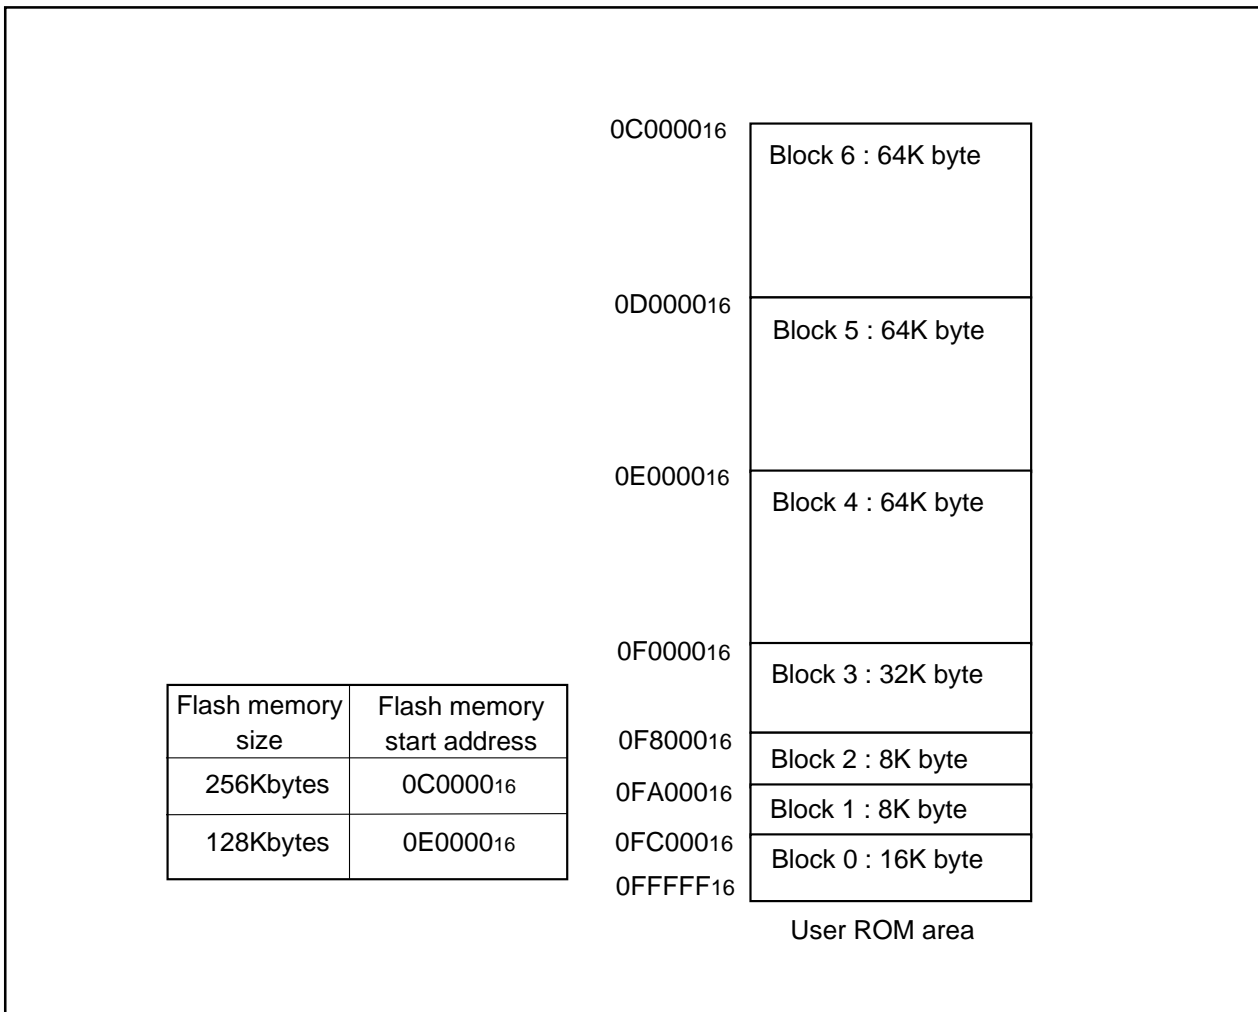 0C000016
Block 6 : 64K byte
0D000016
Block 5 : 64K byte
0E000016
Block 4 : 64K byte
0F000016
Block 3 : 32K byte
0F800016
Block 2 : 8K byte
0FA00016
Block 1 : 8K byte
0FC00016
Block 0 : 16K byte
0FFFFF16
User ROM area
Flash memory size
Flash memory start address
256Kbytes
0C000016
128Kbytes
0E000016